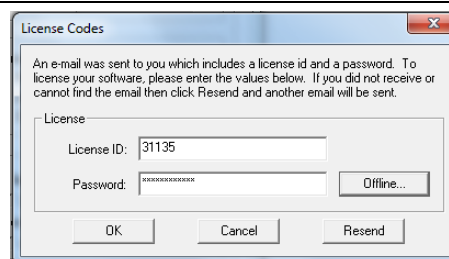 License Codes
An e-mail was sent to you which includes a license id and a password. To
license your software, please enter the values below. If you did not receive or
cannot find the email then click Resend and another email will be sent.
License
License ID: 31135
Password: xxxxxxxxxxxx Offline...
OK Cancel Resend